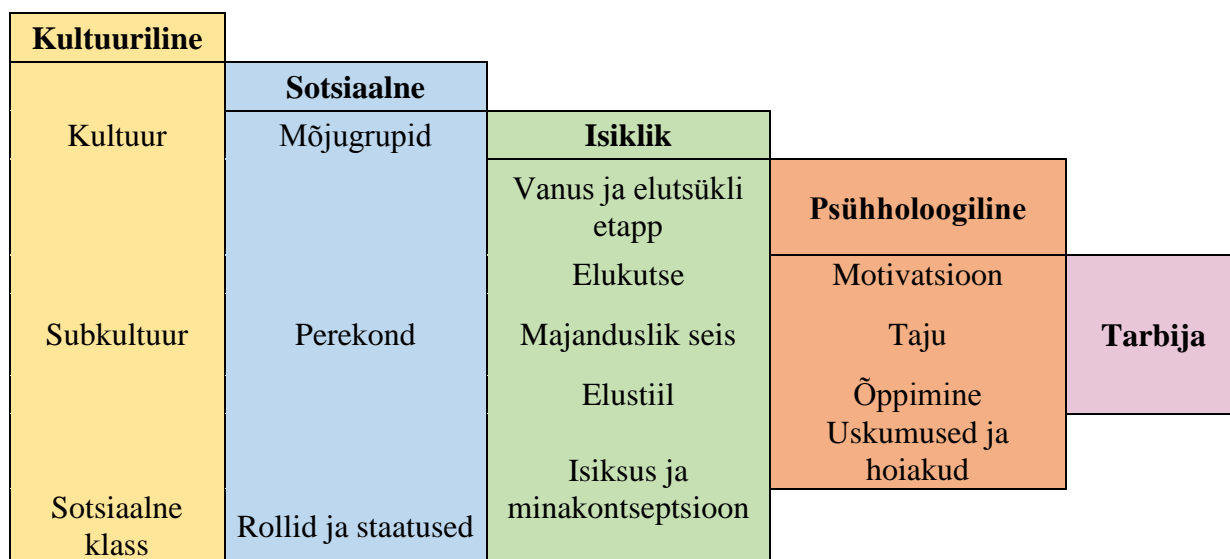 Kultuuriline
Kultuur
Subkultuur
Sotsiaalne
klass
Sotsiaalne
Mõjugrupid
Perekond
Rollid ja staatused
Isiklik
Vanus ja elutsükli
etapp
Elukutse
Majanduslik seis
Elustiil
Isiksus ja
minakontseptsioon
Psühholoogiline
Motivatsioon
Taju
Õppimine
Uskumused ja
hoiakud
Tarbija